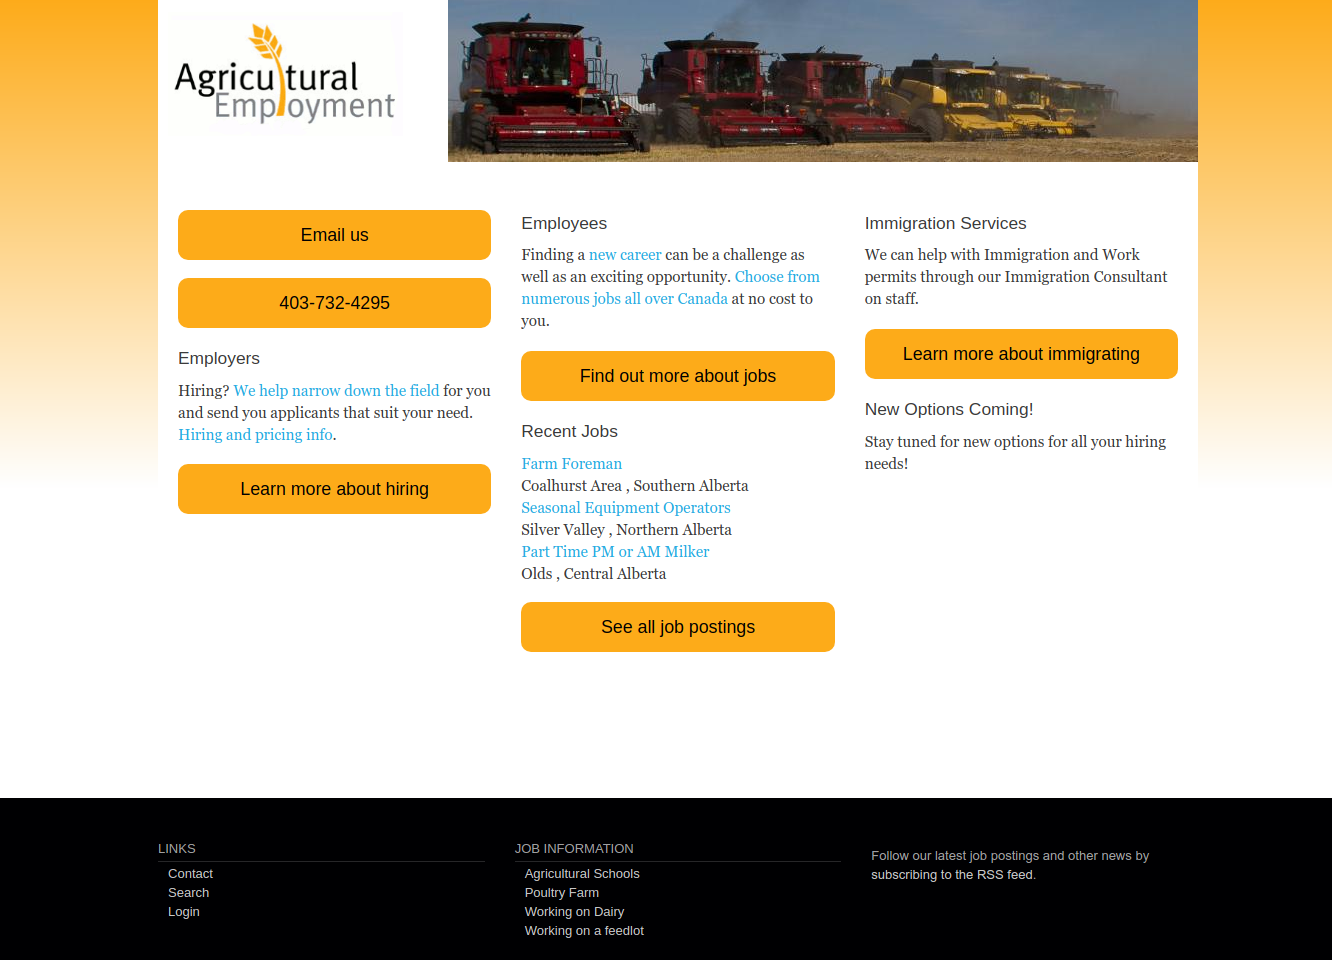 Agricultural
Employment
Email us
403-732-4295
Employers
Hiring? We help narrow down the field for you
and send you applicants that suit your need.
Hiring and pricing info.
Learn more about hiring
Employees
Finding a new career can be a challenge as
well as an exciting opportunity. Choose from
numerous jobs all over Canada at no cost to
you.
Find out more about jobs
Recent Jobs
Farm Foreman
Coalhurst Area , Southern Alberta
Seasonal Equipment Operators
Silver Valley , Northern Alberta
Part Time PM or AM Milker
Olds , Central Alberta
See all job postings
Immigration Services
We can help with Immigration and Work
permits through our Immigration Consultant
on staff.
Learn more about immigrating
New Options Coming!
Stay tuned for new options for all your hiring
needs!
LINKS
Contact
Search
Login
JOB INFORMATION
Agricultural Schools
Poultry Farm
Working on Dairy
Working on a feedlot
Follow our latest job postings and other news by
subscribing to the RSS feed.